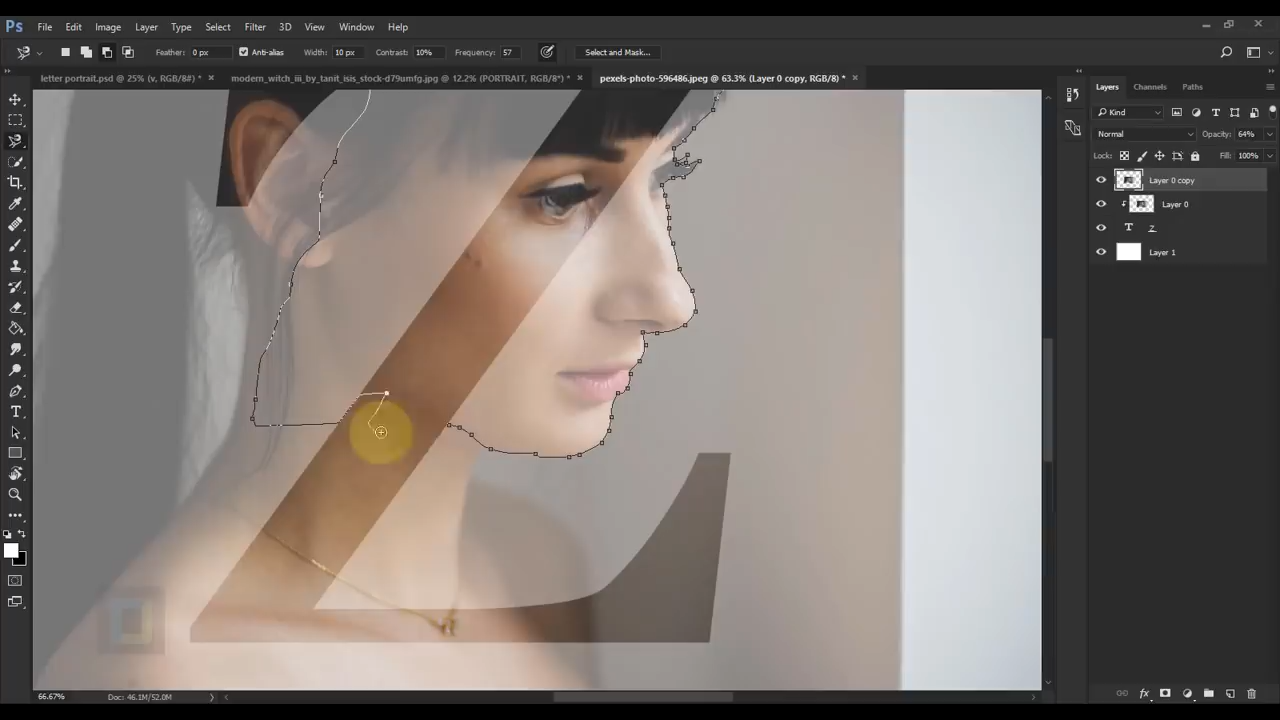 Ps File Edit Image Layer Type Select Filter 3D View Window Help
Feather: 0 px Anti-alias Width: 10 px Contrast: 10% Frequency: 57 Select and Mask...
letter portrait.psd @ 25% (v, RGB/8#) * × modern_witch_iii_by_tanit_isis_stock-d79umfg.jpg @ 12.2% (PORTRAIT, RGB/8*) * × pexels-photo-596486.jpeg @ 63.3% (Layer 0 copy, RGB/8) * ×
Layers Channels Paths
Kind
Normal Opacity: 64%
Lock: Fill: 100%
Layer 0 copy
Layer 0
T Z
Layer 1
Z
66.67% Doc: 46.1M/52.0M
fx